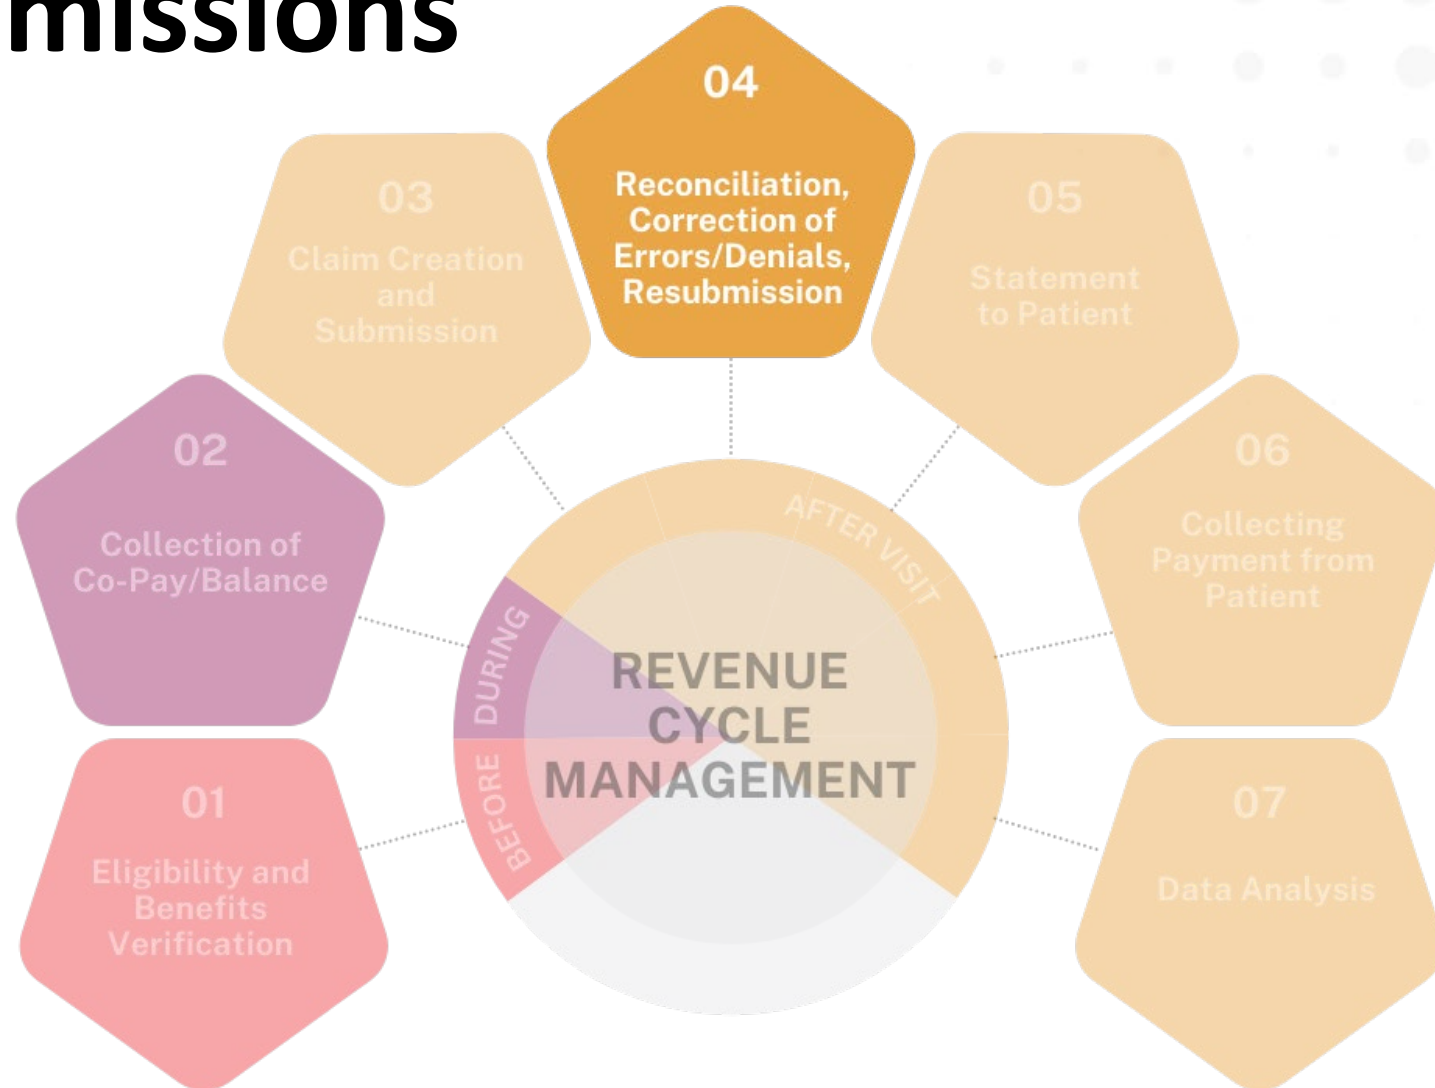 missions
04
Reconciliation,
Correction of
Errors/Denials,
Resubmission
03
Claim Creation
and
Submission
05
Statement
to Patient
02
Collection of
Co-Pay/Balance
06
Collecting
Payment from
Patient
AFTER VISIT
DURING
BEFORE
REVENUE
CYCLE
MANAGEMENT
01
Eligibility and
Benefits
Verification
07
Data Analysis